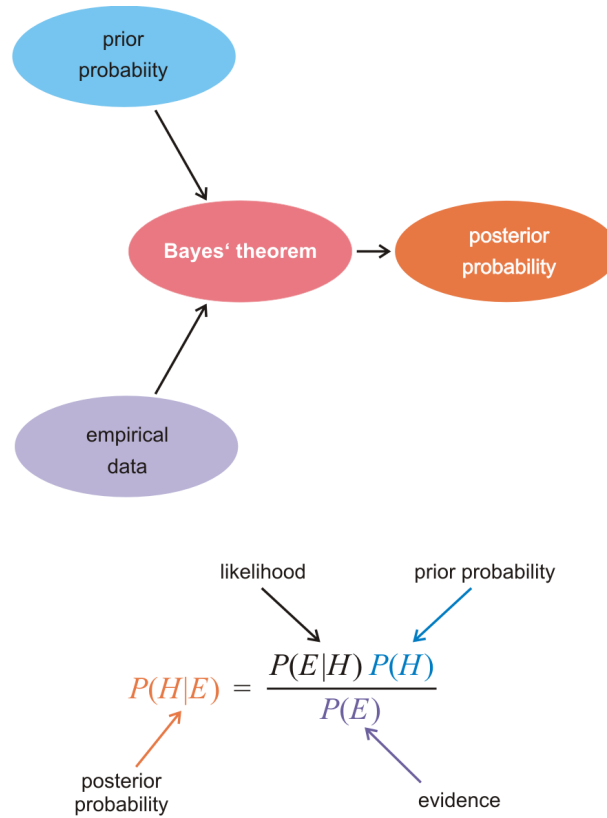 prior
probabiity
Bayes‘ theorem
posterior
probability
empirical
data
likelihood
prior probability
P(E|H) P(H)
P(H|E) =
P(E)
posterior
probability
evidence